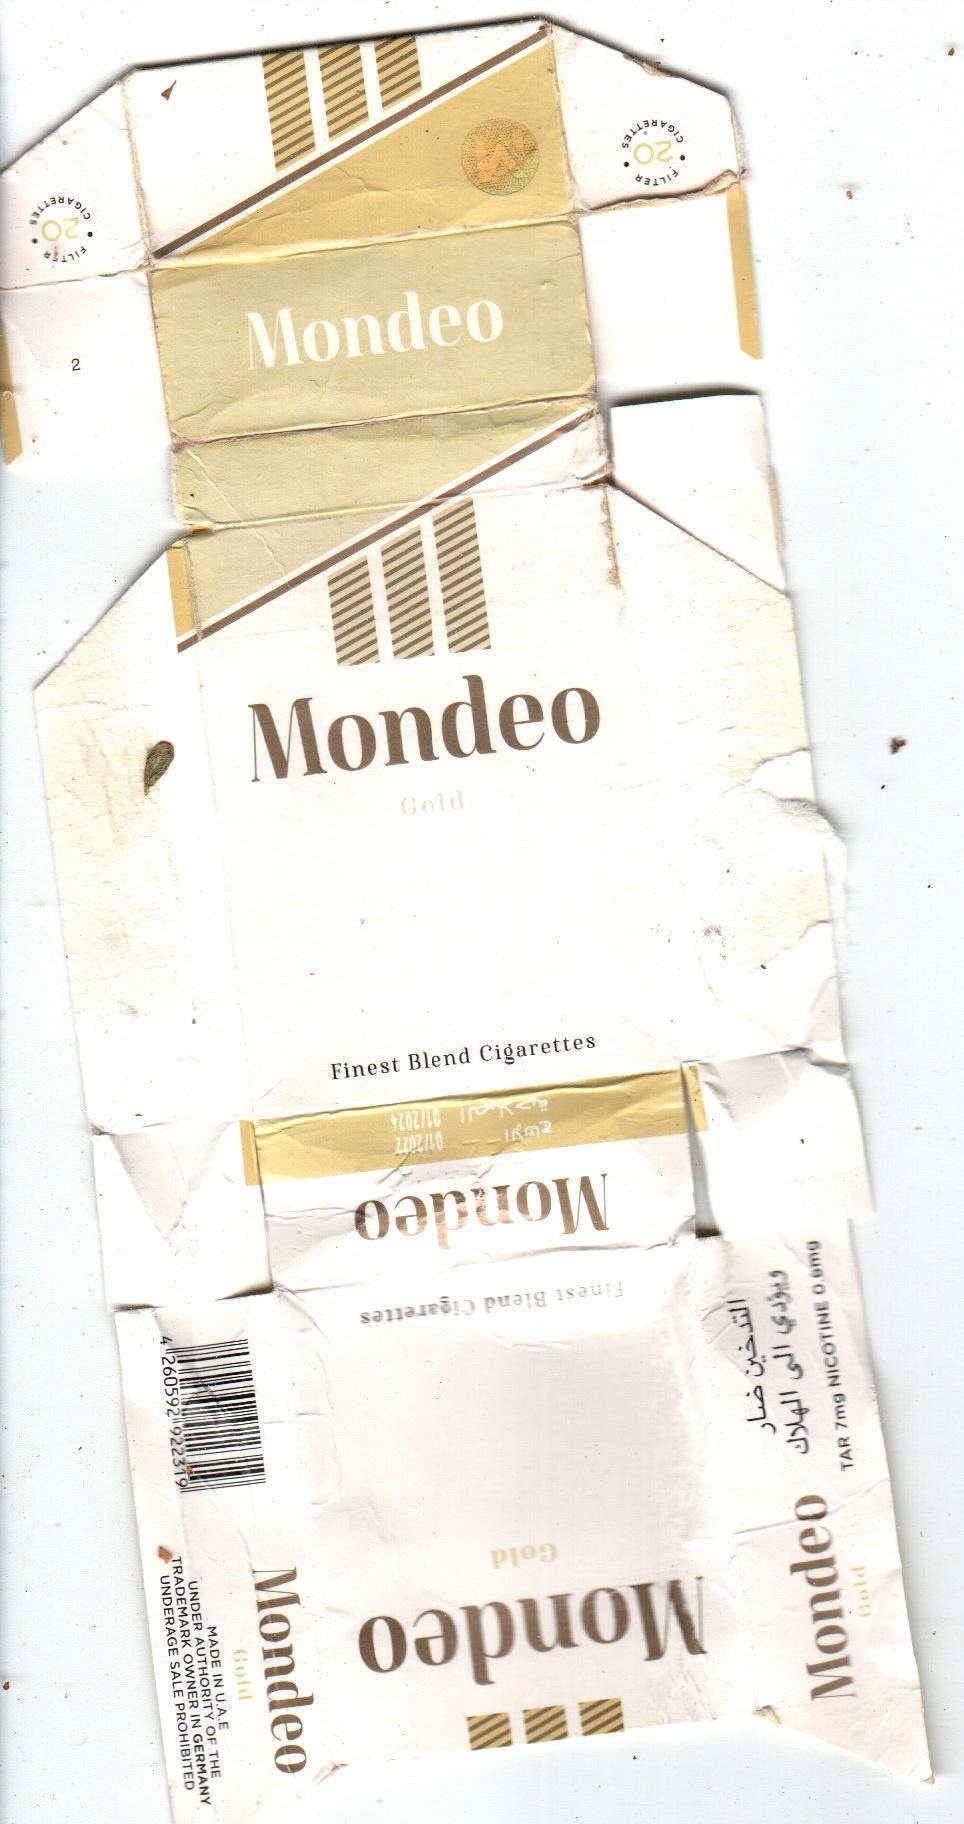 FILTER
20
CIGARETTES
FILTER
20
CIGARETTES
Mondeo
2
Mondeo
Gold
Finest Blend Cigarettes
الإنتاج 01/2022
الصلاحية 01/2024
Mondeo
Finest Blend Cigarettes
Gold
Mondeo
4 260592 922319
Mondeo
Gold
MADE IN U.A.E
UNDER AUTHORITY OF THE
TRADEMARK OWNER IN GERMANY
UNDERAGE SALE PROHIBITED
التدخين ضار
ويؤدي الى الهلاك
TAR 7mg NICOTINE 0.6mg
Mondeo
Gold